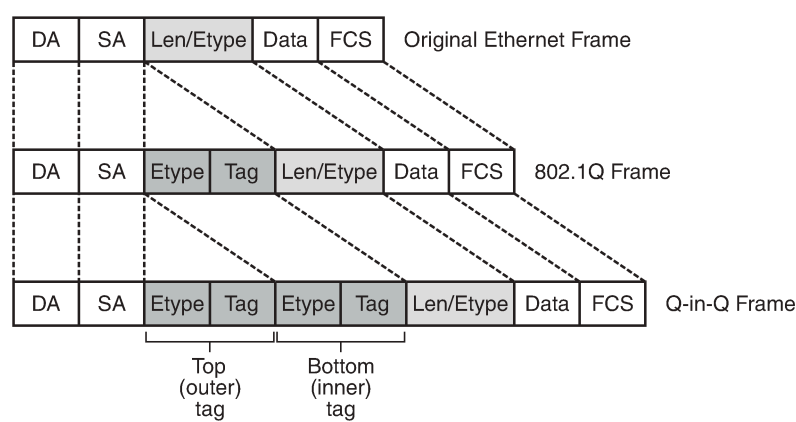 DA SA Len/Etype Data FCS Original Ethernet Frame
DA SA Etype Tag Len/Etype Data FCS 802.1Q Frame
DA SA Etype Tag Etype Tag Len/Etype Data FCS Q-in-Q Frame
Top
(outer)
tag
Bottom
(inner)
tag